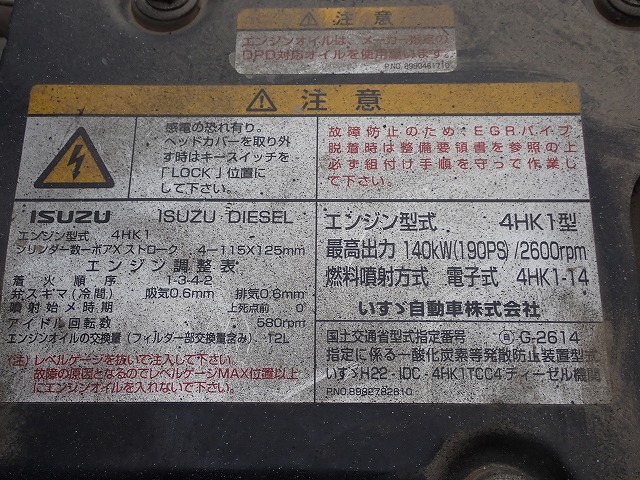 注意
エンジンオイルは、メーカー指定の
DPD対応オイルを使用願います。
P.NO. 8980461710
注意
感電の恐れ有り。
ヘッドカバーを取り外
す時はキースイッチを
「LOCK」位置に
して下さい。
故障防止のため、EGRパイプ
脱着時は整備要領書を参照の上
必ず組付け手順を守って作業し
て下さい。
ISUZU ISUZU DIESEL
エンジン型式 4HK1
シリンダー数ーボアXストローク 4-115X125mm
エンジン調整表
着火順序 1-3-4-2
弁スキマ(冷間) 吸気0.6mm 排気0.6mm
噴射始メ時期 上死点前 0
アイドル回転数 580rpm
エンジンオイルの交換量(フィルター部交換量含み) 12L
(注)レベルゲージを抜いて注入して下さい。
故障の原因となるのでレベルゲージMAX位置以上
にエンジンオイルを入れないで下さい。
エンジン型式 4HK1型
最高出力 140kW(190PS)/2600rpm
燃料噴射方式 電子式 4HK1-14
いすゞ自動車株式会社
国土交通省型式指定番号 G-2614
指定に係る一酸化炭素等発散防止装置型式
いすゞH22-IDC-4HK1TCC4ディーゼル機関
P.NO.8982782810